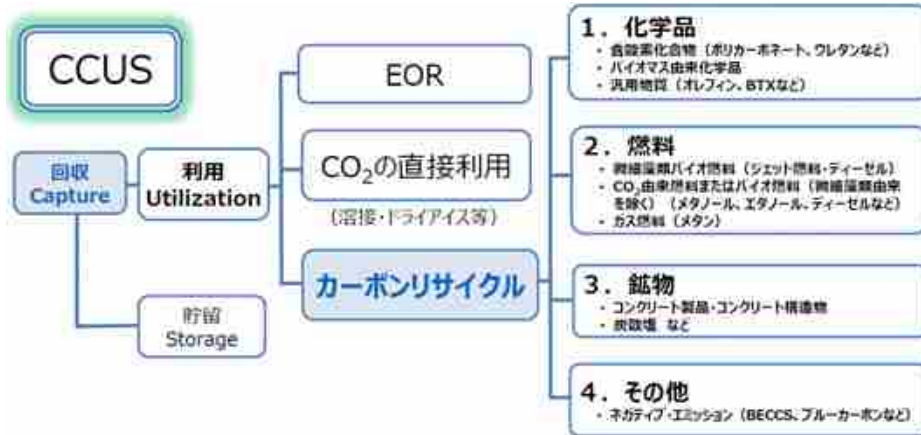 CCUS
回収
Capture
利用
Utilization
貯留
Storage
EOR
CO₂の直接利用
(溶接・ドライアイス等)
カーボンリサイクル
1. 化学品
・ 含酸素化合物（ポリカーボネート、ウレタンなど）
・ バイオマス由来化学品
・ 汎用物質（オレフィン、BTXなど）
2. 燃料
・ 微細藻類バイオ燃料（ジェット燃料・ディーゼル）
・ CO₂由来燃料またはバイオ燃料（微細藻類由来
を除く）（メタノール、エタノール、ディーゼルなど）
・ ガス燃料（メタン）
3. 鉱物
・ コンクリート製品・コンクリート構造物
・ 炭酸塩 など
4. その他
・ ネガティブ・エミッション（BECCS、ブルーカーボンなど）